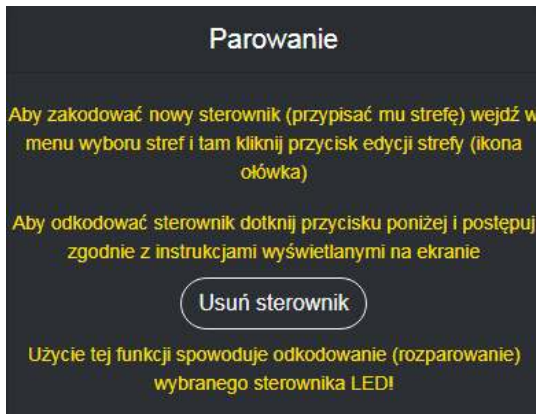 Parowanie
Aby zakodować nowy sterownik (przypisać mu strefę) wejdź w
menu wyboru stref i tam kliknij przycisk edycji strefy (ikona
ołówka)
Aby odkodować sterownik dotknij przycisku poniżej i postępuj
zgodnie z instrukcjami wyświetlanymi na ekranie
Usuń sterownik
Użycie tej funkcji spowoduje odkodowanie (rozparowanie)
wybranego sterownika LED!